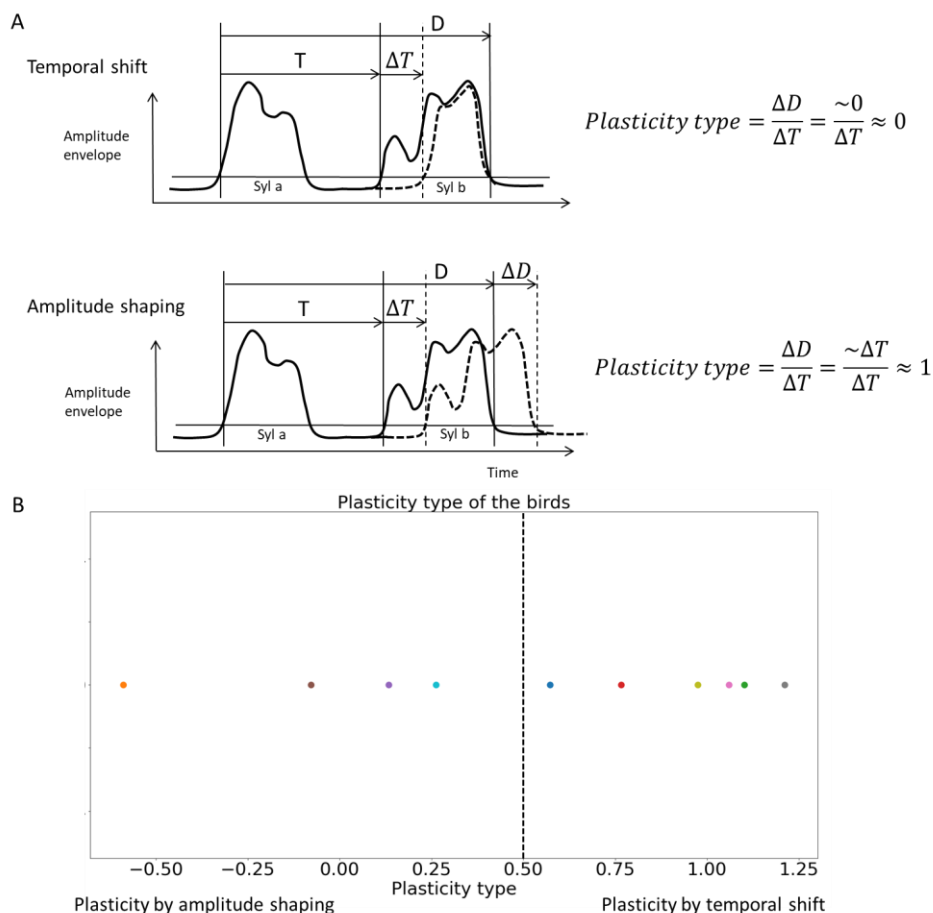 A
Temporal shift
D
T
ΔT
Amplitude
envelope
Syl a
Syl b
Plasticity type = ΔD/ΔT = ~0/ΔT ≈ 0
Amplitude shaping
D
ΔD
T
ΔT
Amplitude
envelope
Syl a
Syl b
Time
Plasticity type = ΔD/ΔT = ~ΔT/ΔT ≈ 1
B
Plasticity type of the birds
−0.50 −0.25 0.00 0.25 0.50 0.75 1.00 1.25
Plasticity type
Plasticity by amplitude shaping
Plasticity by temporal shift